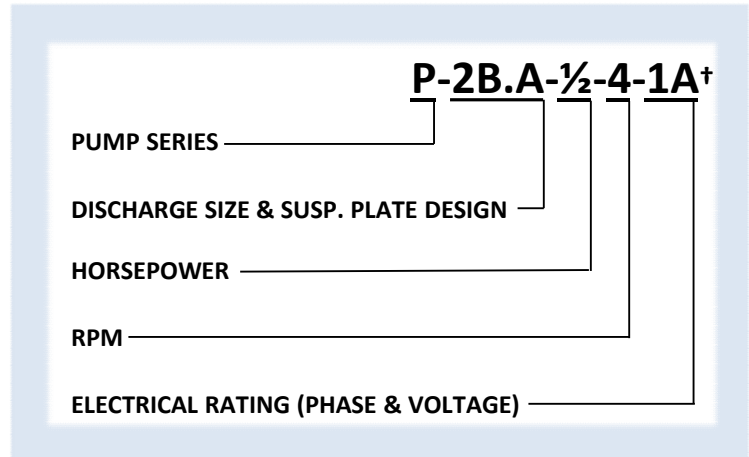 P-2B.A-½-4-1A†
PUMP SERIES
DISCHARGE SIZE & SUSP. PLATE DESIGN
HORSEPOWER
RPM
ELECTRICAL RATING (PHASE & VOLTAGE)